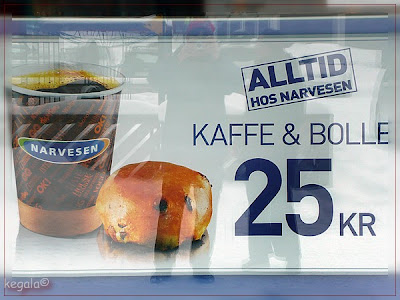 ALLTID
HOS NARVESEN
KAFFE & BOLLE
25 KR
NARVESEN
kegala©